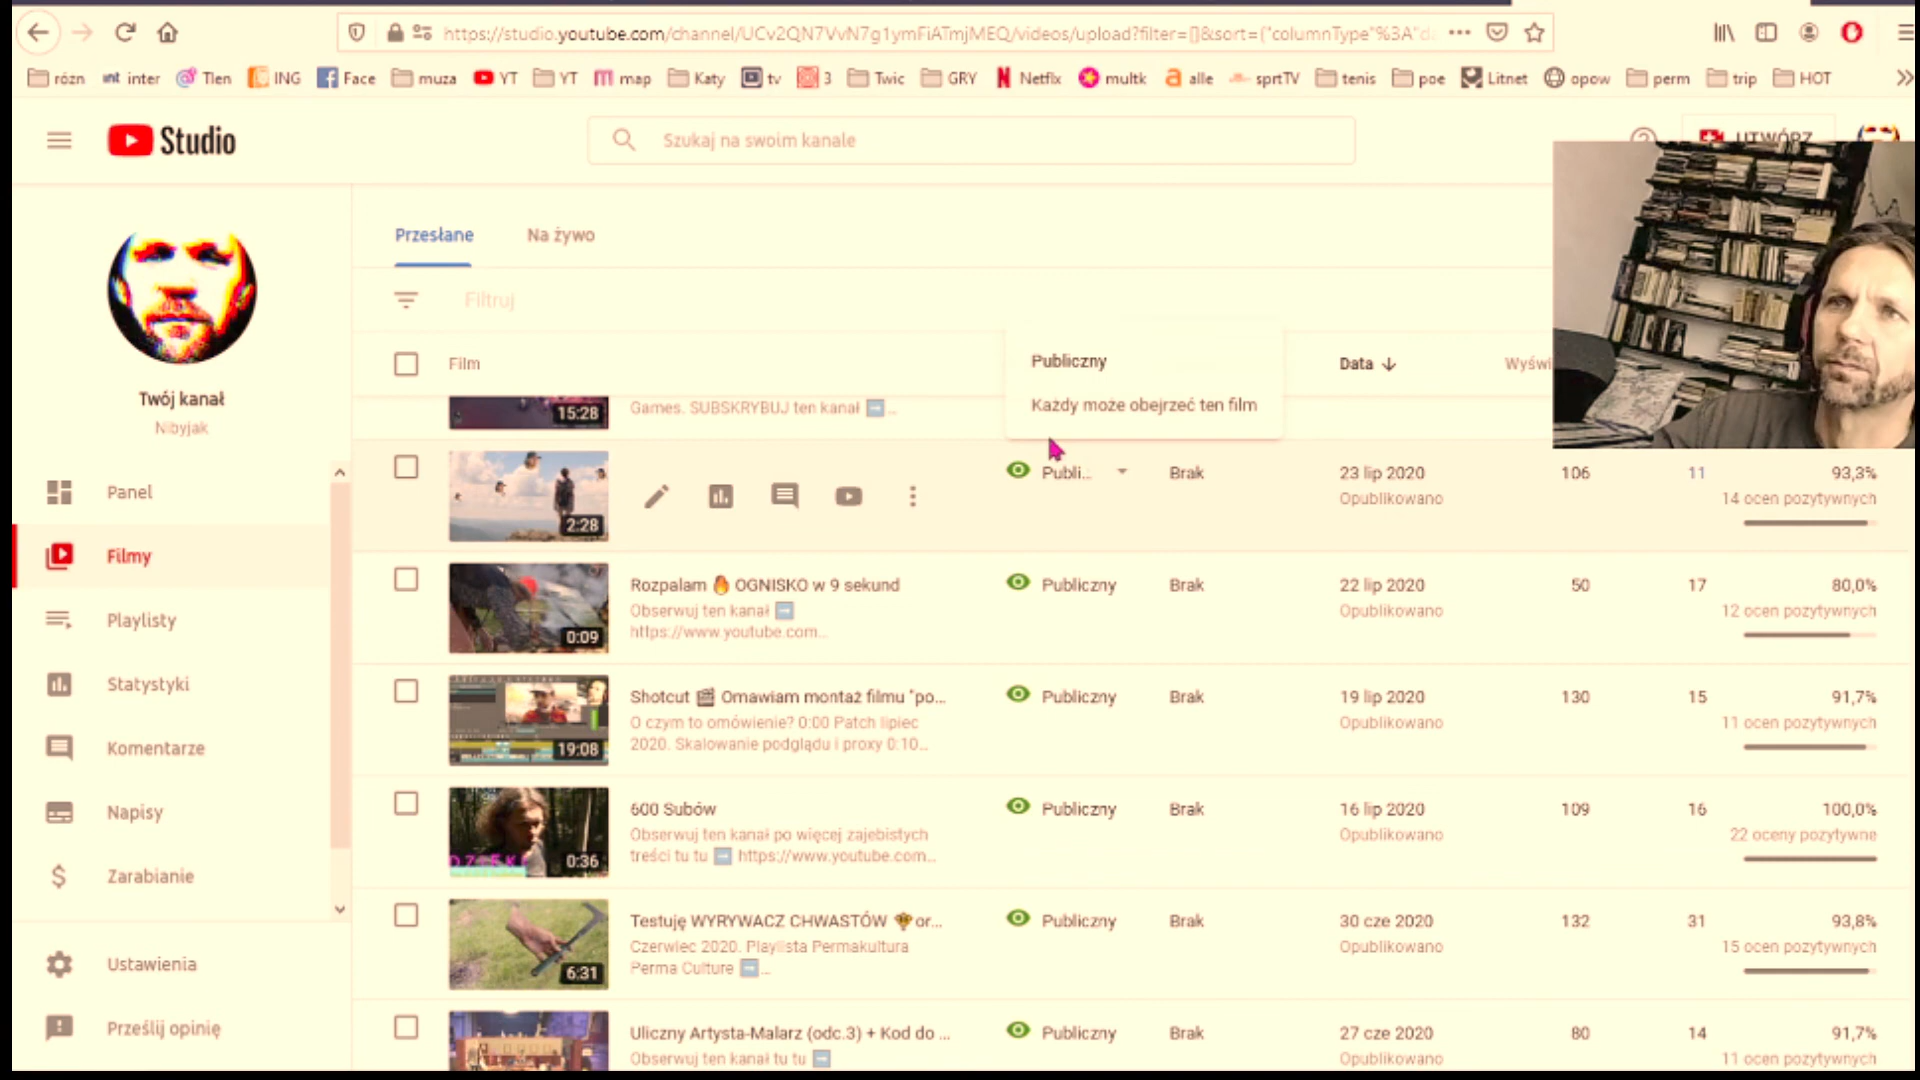 https://studio.youtube.com/channel/UCv2QN7VvN7g1ymFiATmjMEQ/videos/upload?filter=[]&sort={"columnType"%3A"da
rózn int inter Tlen ING Face muza YT YT map Katy tv 3 Twic GRY Netflx multk alle sprtTV tenis poe Litnet opow perm trip HOT
Studio
Szukaj na swoim kanale
UTWÓRZ
Przesłane Na żywo
Filtruj
Twój kanał
Nibyjak
Panel
Filmy
Playlisty
Statystyki
Komentarze
Napisy
Zarabianie
Ustawienia
Prześlij opinię
Film
Data
Wyświ
Publiczny
Każdy może obejrzeć ten film
15:28
Games. SUBSKRYBUJ ten kanał ➡️...
2:28
Publi... Brak 23 lip 2020 106 11 93,3%
Opublikowano 14 ocen pozytywnych
Rozpalam 🔥 OGNISKO w 9 sekund Publiczny Brak 22 lip 2020 50 17 80,0%
Obserwuj ten kanał ➡️ Opublikowano 12 ocen pozytywnych
https://www.youtube.com...
0:09
Shotcut 🎬 Omawiam montaż filmu "po... Publiczny Brak 19 lip 2020 130 15 91,7%
O czym to omówienie? 0:00 Patch lipiec Opublikowano 11 ocen pozytywnych
2020. Skalowanie podglądu i proxy 0:10...
19:08
600 Subów Publiczny Brak 16 lip 2020 109 16 100,0%
Obserwuj ten kanał po więcej zajebistych Opublikowano 22 oceny pozytywne
treści tu tu ➡️ https://www.youtube.com...
DZIĘKI 0:36
Testuję WYRYWACZ CHWASTÓW or... Publiczny Brak 30 cze 2020 132 31 93,8%
Czerwiec 2020. Playlista Permakultura Opublikowano 15 ocen pozytywnych
Perma Culture ➡️...
6:31
Uliczny Artysta-Malarz (odc.3) + Kod do ... Publiczny Brak 27 cze 2020 80 14 91,7%
Obserwuj ten kanał tu tu ➡️ Opublikowano 11 ocen pozytywnych